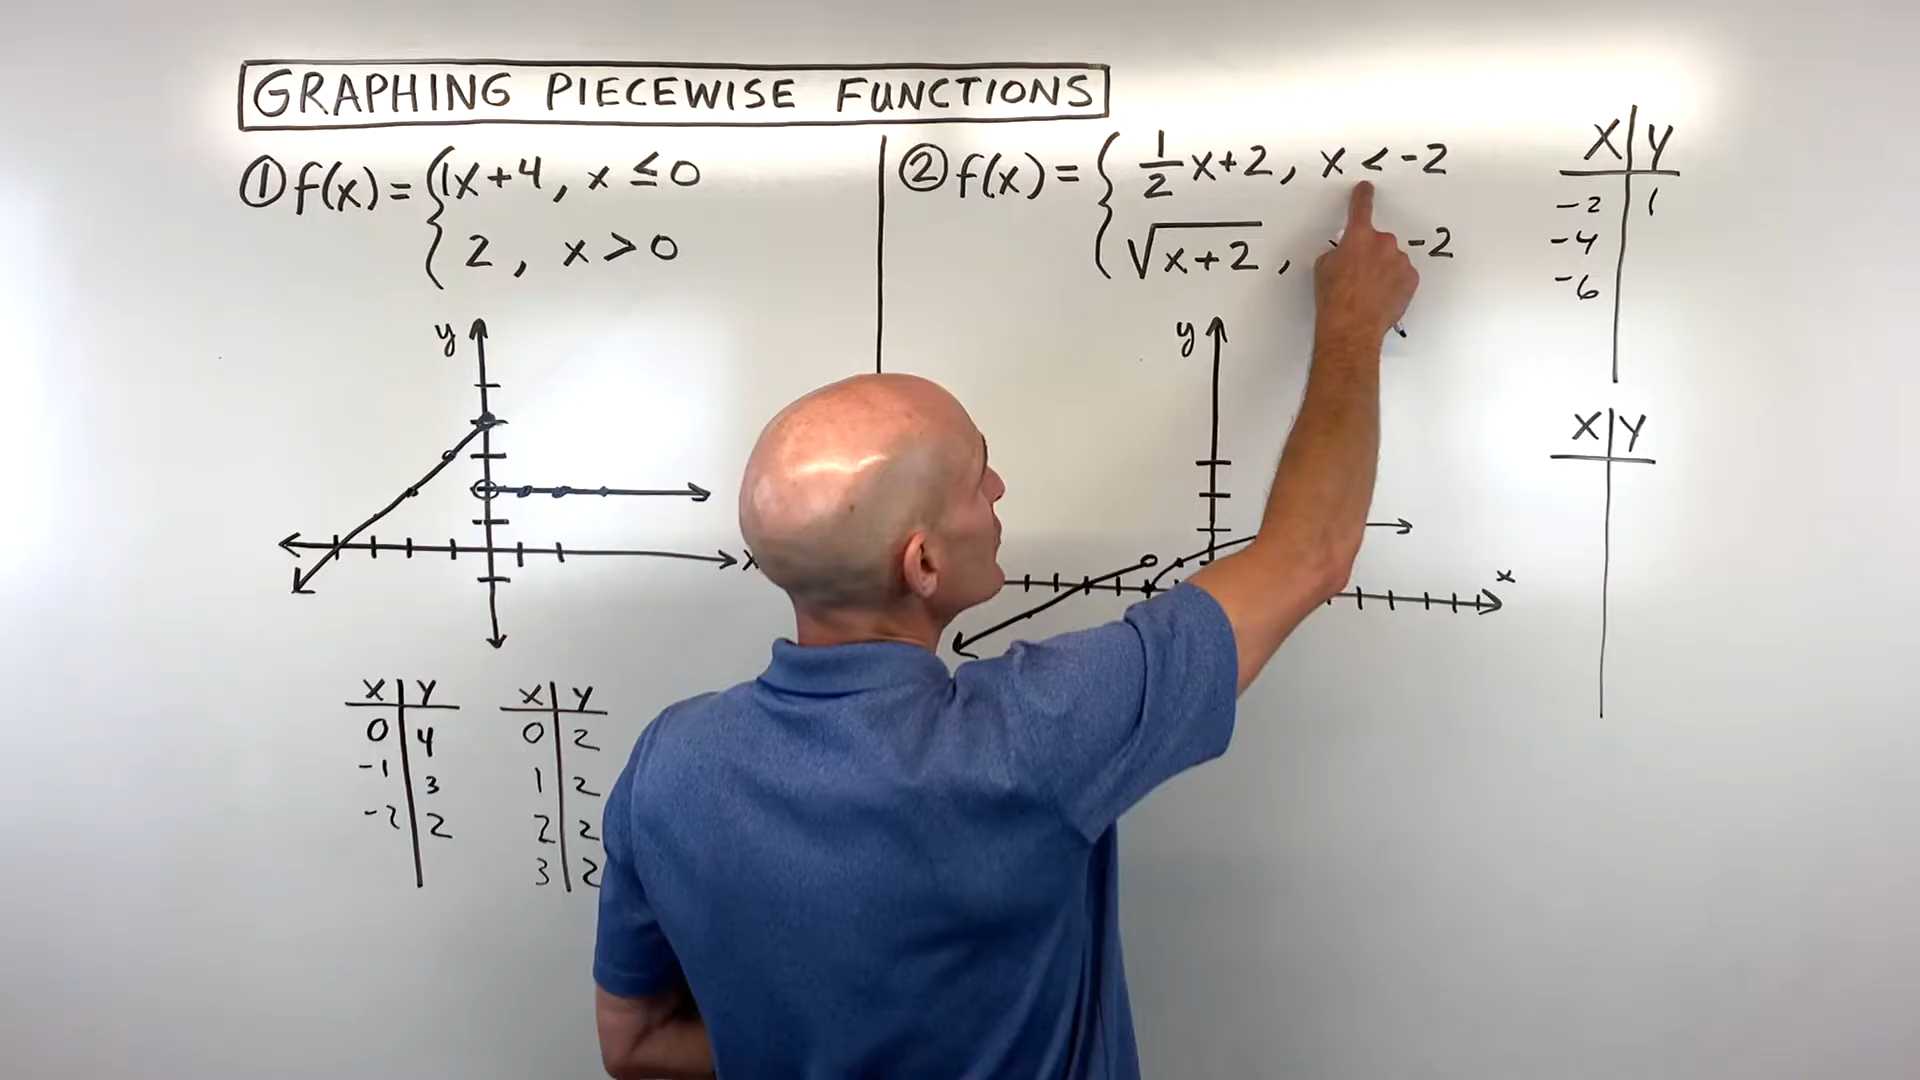 GRAPHING PIECEWISE FUNCTIONS
① f(x) = { 1x+4, x ≤ 0
2, x > 0
② f(x) = { 1/2 x+2, x < -2
√x+2, -2
X | Y
-2 | 1
-4
-6
X | Y
y
x
y
x
X | Y
0 | 4
-1 | 3
-2 | 2
X | Y
0 | 2
1 | 2
2 | 2
3 | 2